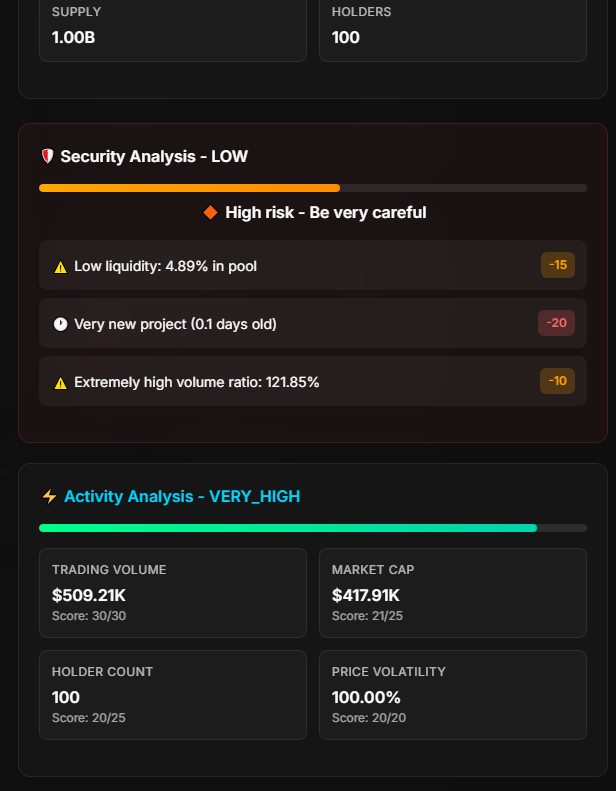 SUPPLY
1.00B
HOLDERS
100
Security Analysis - LOW
High risk - Be very careful
Low liquidity: 4.89% in pool
-15
Very new project (0.1 days old)
-20
Extremely high volume ratio: 121.85%
-10
Activity Analysis - VERY_HIGH
TRADING VOLUME
$509.21K
Score: 30/30
MARKET CAP
$417.91K
Score: 21/25
HOLDER COUNT
100
Score: 20/25
PRICE VOLATILITY
100.00%
Score: 20/20